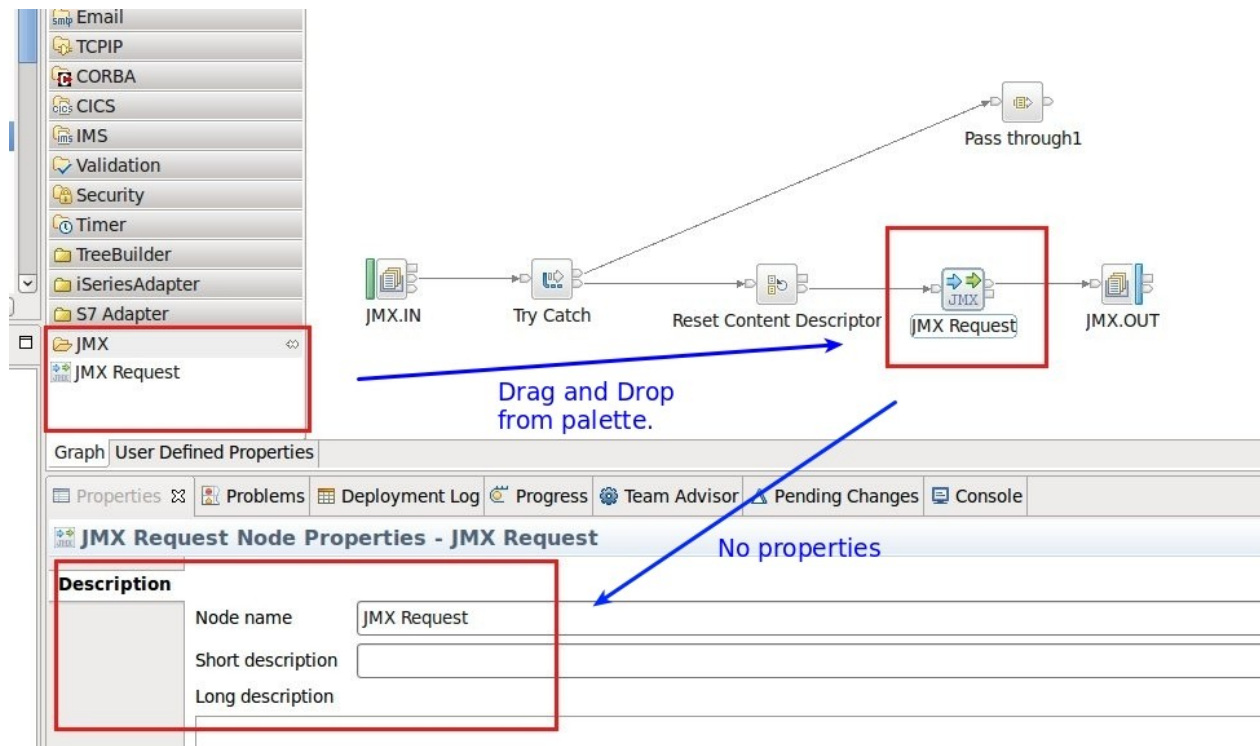 Email
TCPIP
CORBA
CICS
IMS
Validation
Security
Timer
TreeBuilder
iSeriesAdapter
S7 Adapter
JMX
JMX Request
Pass through1
JMX.IN
Try Catch
Reset Content Descriptor
JMX
JMX Request
JMX.OUT
Drag and Drop
from palette.
Graph User Defined Properties
Properties Problems Deployment Log Progress Team Advisor Pending Changes Console
JMX Request Node Properties - JMX Request
No properties
Description
Node name JMX Request
Short description
Long description